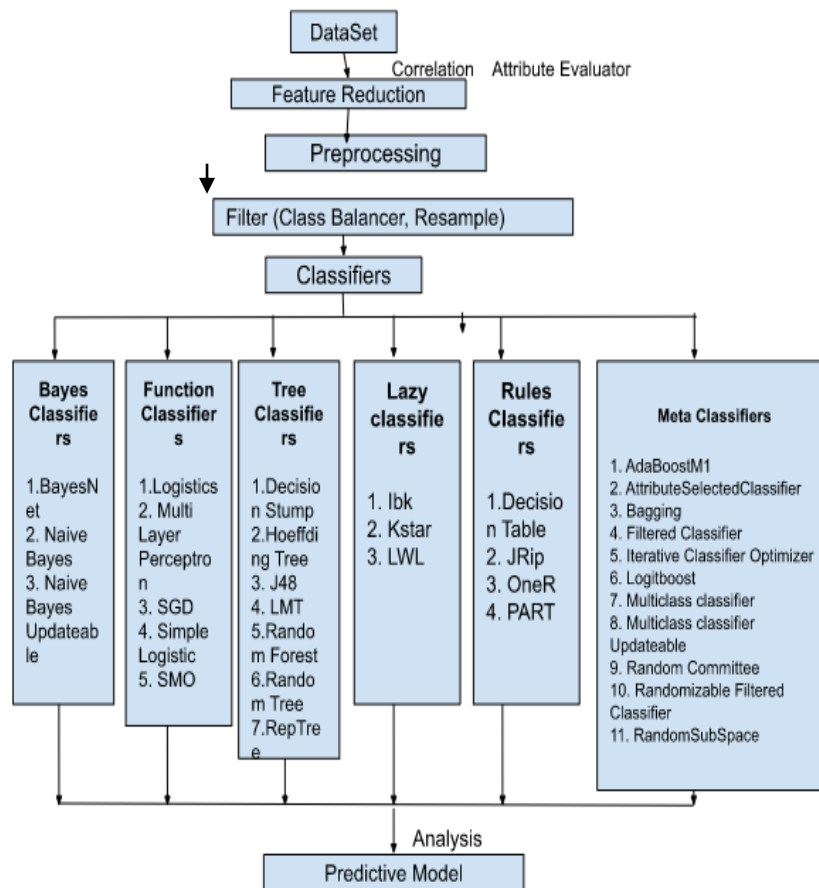 DataSet
Correlation Attribute Evaluator
Feature Reduction
Preprocessing
Filter (Class Balancer, Resample)
Classifiers
Bayes
Classifie
rs
1.BayesN
et
2. Naive
Bayes
3. Naive
Bayes
Updateab
le
Function
Classifier
s
1.Logistics
2. Multi
Layer
Perceptro
n
3. SGD
4. Simple
Logistic
5. SMO
Tree
Classifie
rs
1.Decisio
n Stump
2.Hoeffd
ing Tree
3. J48
4. LMT
5.Rando
m Forest
6.Rando
m Tree
7.RepTre
e
Lazy
classifie
rs
1. Ibk
2. Kstar
3. LWL
Rules
Classifie
rs
1.Decisio
n Table
2. JRip
3. OneR
4. PART
Meta Classifiers
1. AdaBoostM1
2. AttributeSelectedClassifier
3. Bagging
4. Filtered Classifier
5. Iterative Classifier Optimizer
6. Logitboost
7. Multiclass classifier
8. Multiclass classifier
Updateable
9. Random Committee
10. Randomizable Filtered
Classifier
11. RandomSubSpace
Analysis
Predictive Model